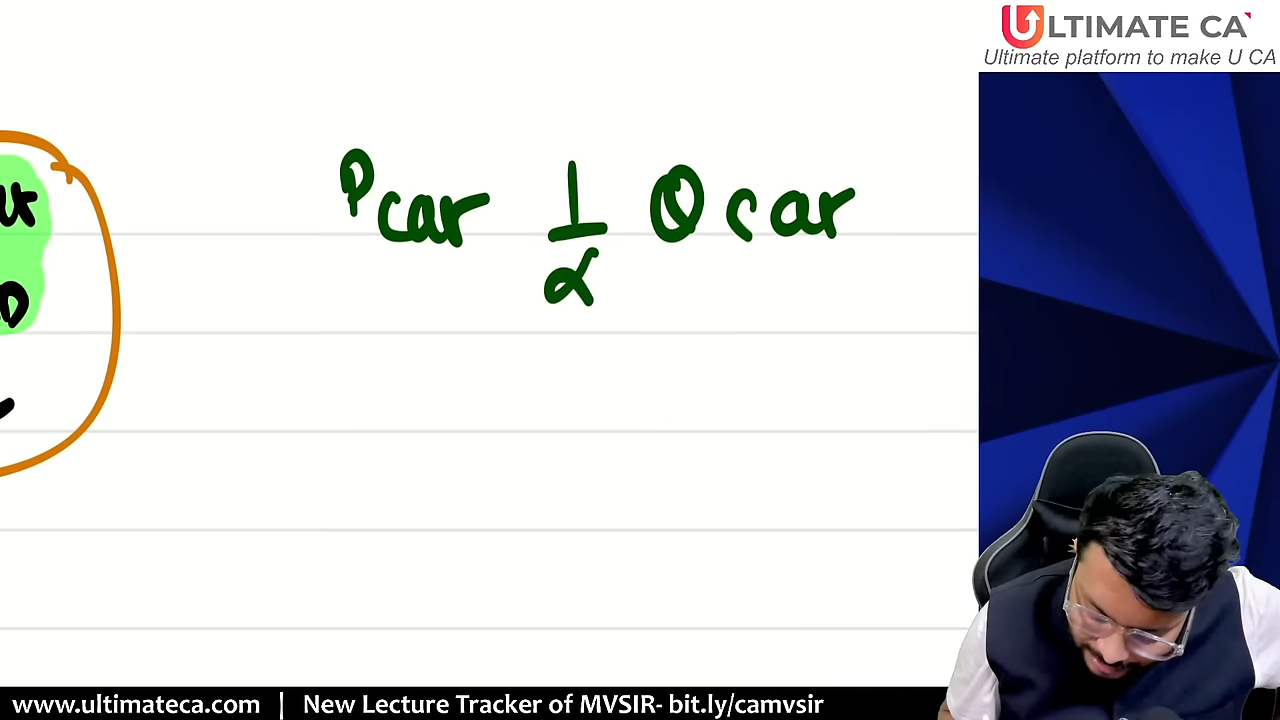 ULTIMATE CA
Ultimate platform to make U CA
Pcar 1/α Qcar
D
www.ultimateca.com | New Lecture Tracker of MVSIR- bit.ly/camvsir